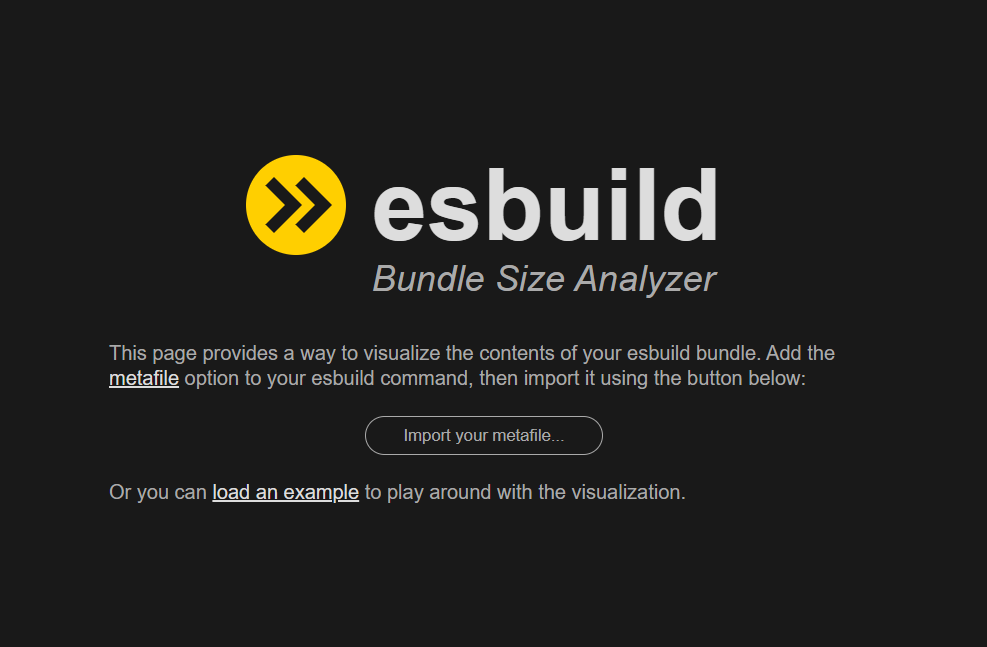 esbuild
Bundle Size Analyzer
This page provides a way to visualize the contents of your esbuild bundle. Add the
metafile option to your esbuild command, then import it using the button below:
Import your metafile...
Or you can load an example to play around with the visualization.